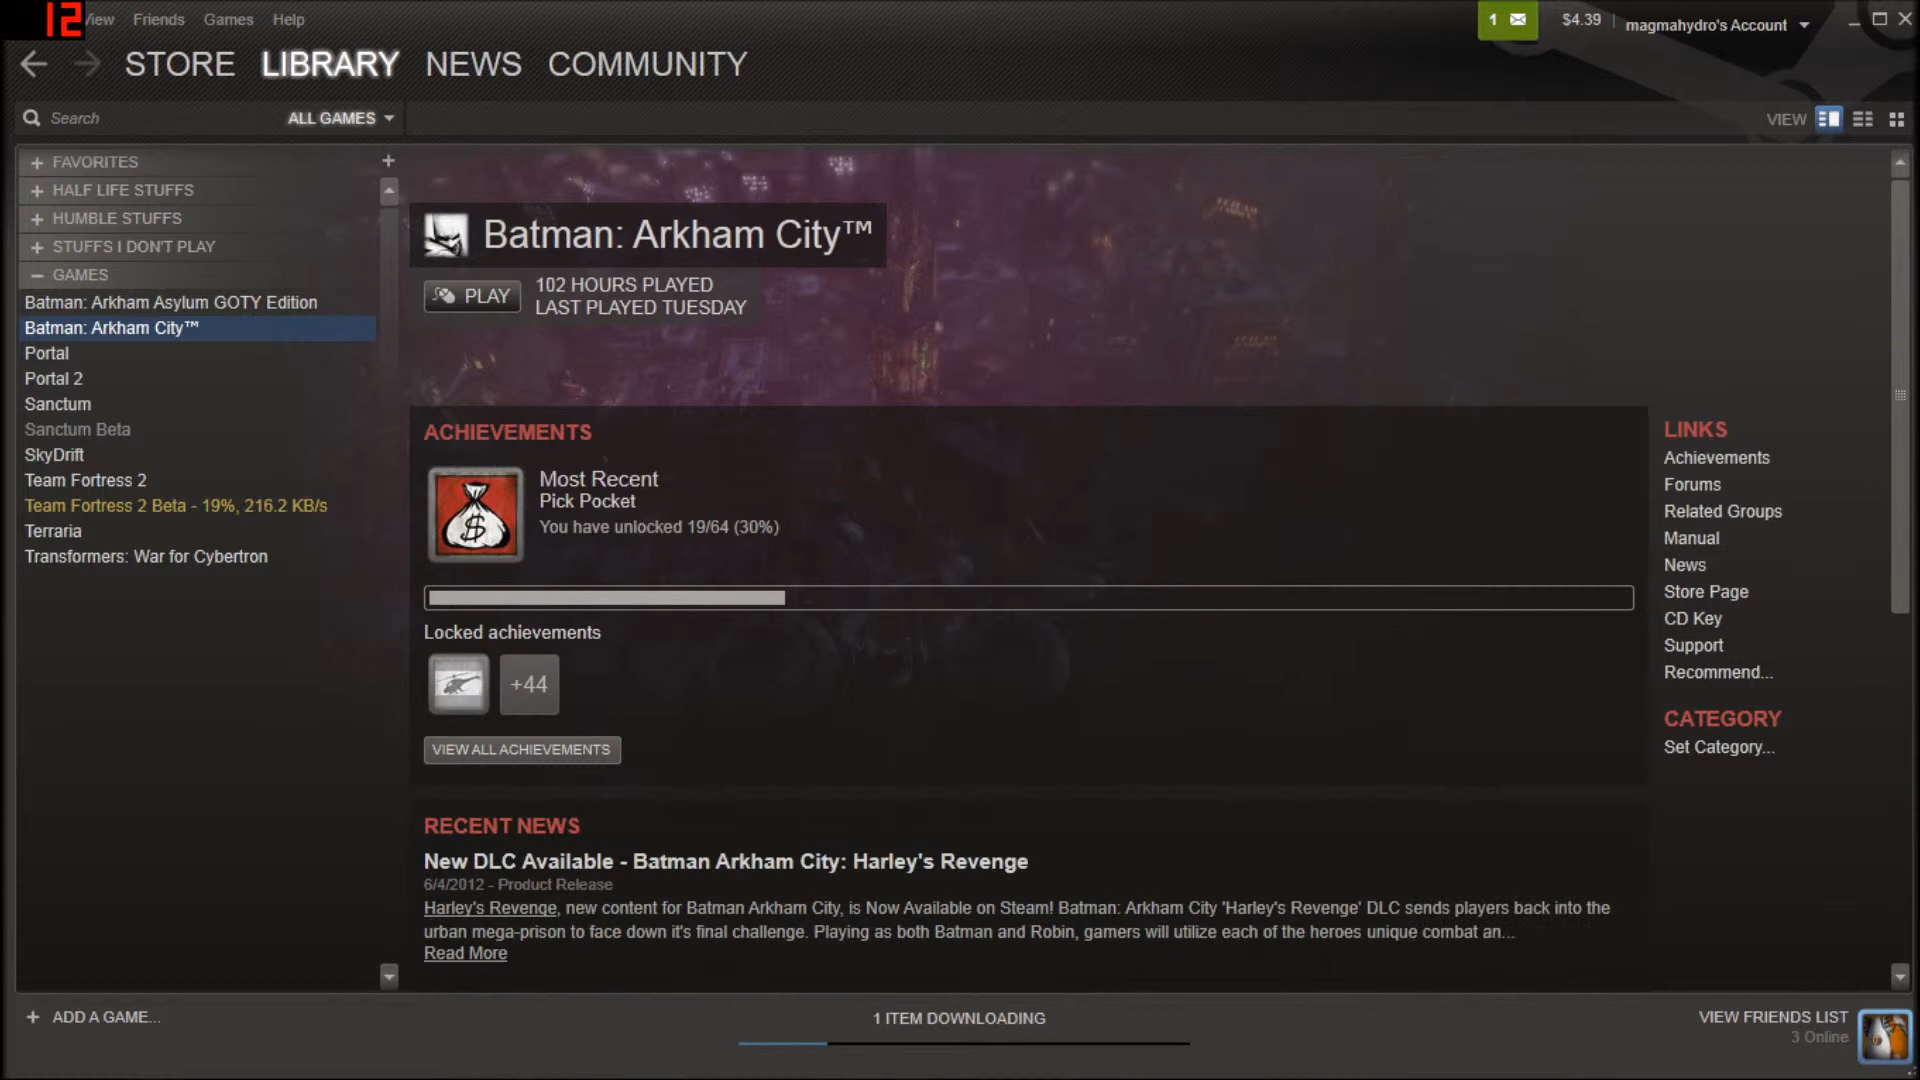 12
View Friends Games Help
1 $4.39 magmahydro's Account
STORE LIBRARY NEWS COMMUNITY
Search ALL GAMES VIEW
+ FAVORITES +
+ HALF LIFE STUFFS
+ HUMBLE STUFFS
+ STUFFS I DON'T PLAY
– GAMES
Batman: Arkham Asylum GOTY Edition
Batman: Arkham City™
Portal
Portal 2
Sanctum
Sanctum Beta
SkyDrift
Team Fortress 2
Team Fortress 2 Beta - 19%, 216.2 KB/s
Terraria
Transformers: War for Cybertron
Batman: Arkham City™
PLAY
102 HOURS PLAYED
LAST PLAYED TUESDAY
ACHIEVEMENTS
Most Recent
Pick Pocket
You have unlocked 19/64 (30%)
$
Locked achievements
+44
VIEW ALL ACHIEVEMENTS
RECENT NEWS
New DLC Available - Batman Arkham City: Harley's Revenge
6/4/2012 - Product Release
Harley's Revenge, new content for Batman Arkham City, is Now Available on Steam! Batman: Arkham City 'Harley's Revenge' DLC sends players back into the
urban mega-prison to face down it's final challenge. Playing as both Batman and Robin, gamers will utilize each of the heroes unique combat an...
Read More
LINKS
Achievements
Forums
Related Groups
Manual
News
Store Page
CD Key
Support
Recommend...
CATEGORY
Set Category...
+ ADD A GAME...
1 ITEM DOWNLOADING
VIEW FRIENDS LIST
3 Online